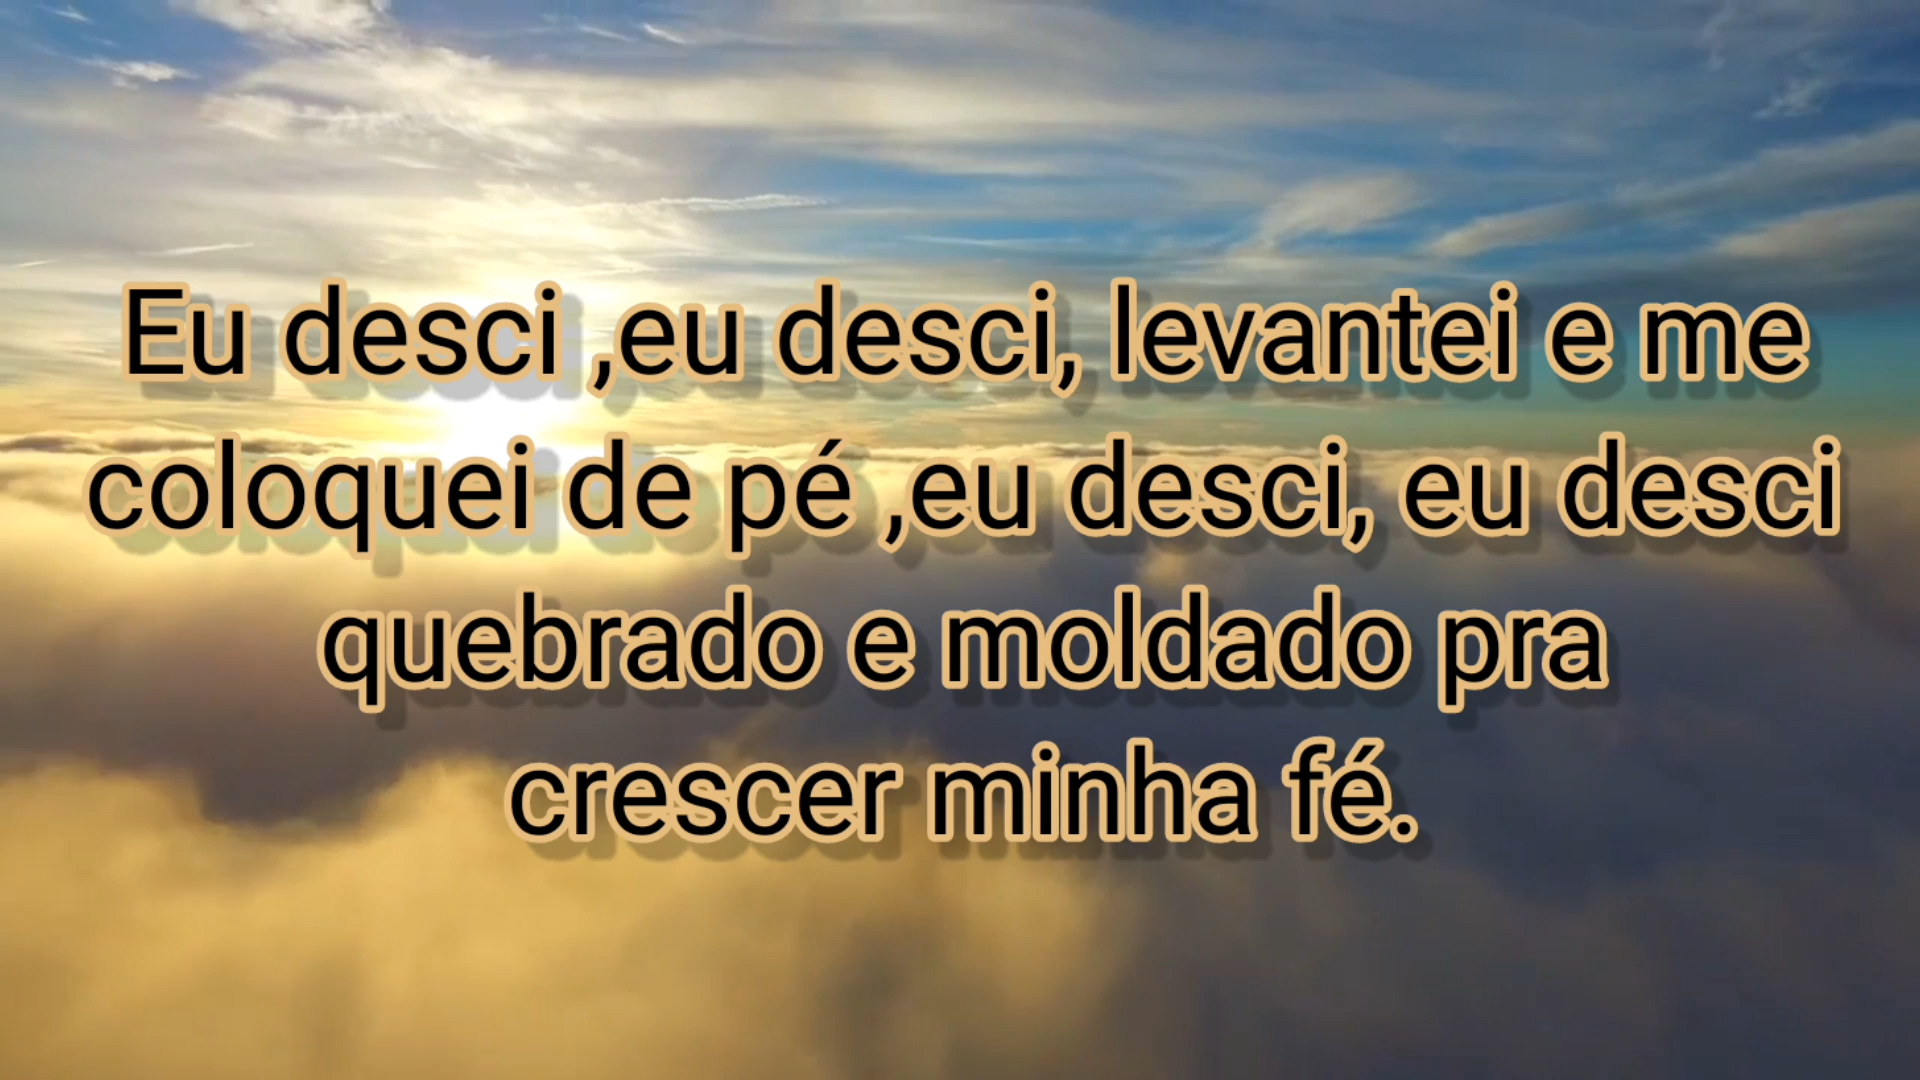 Eu desci ,eu desci, levantei e me
coloquei de pé ,eu desci, eu desci
quebrado e moldado pra
crescer minha fé.